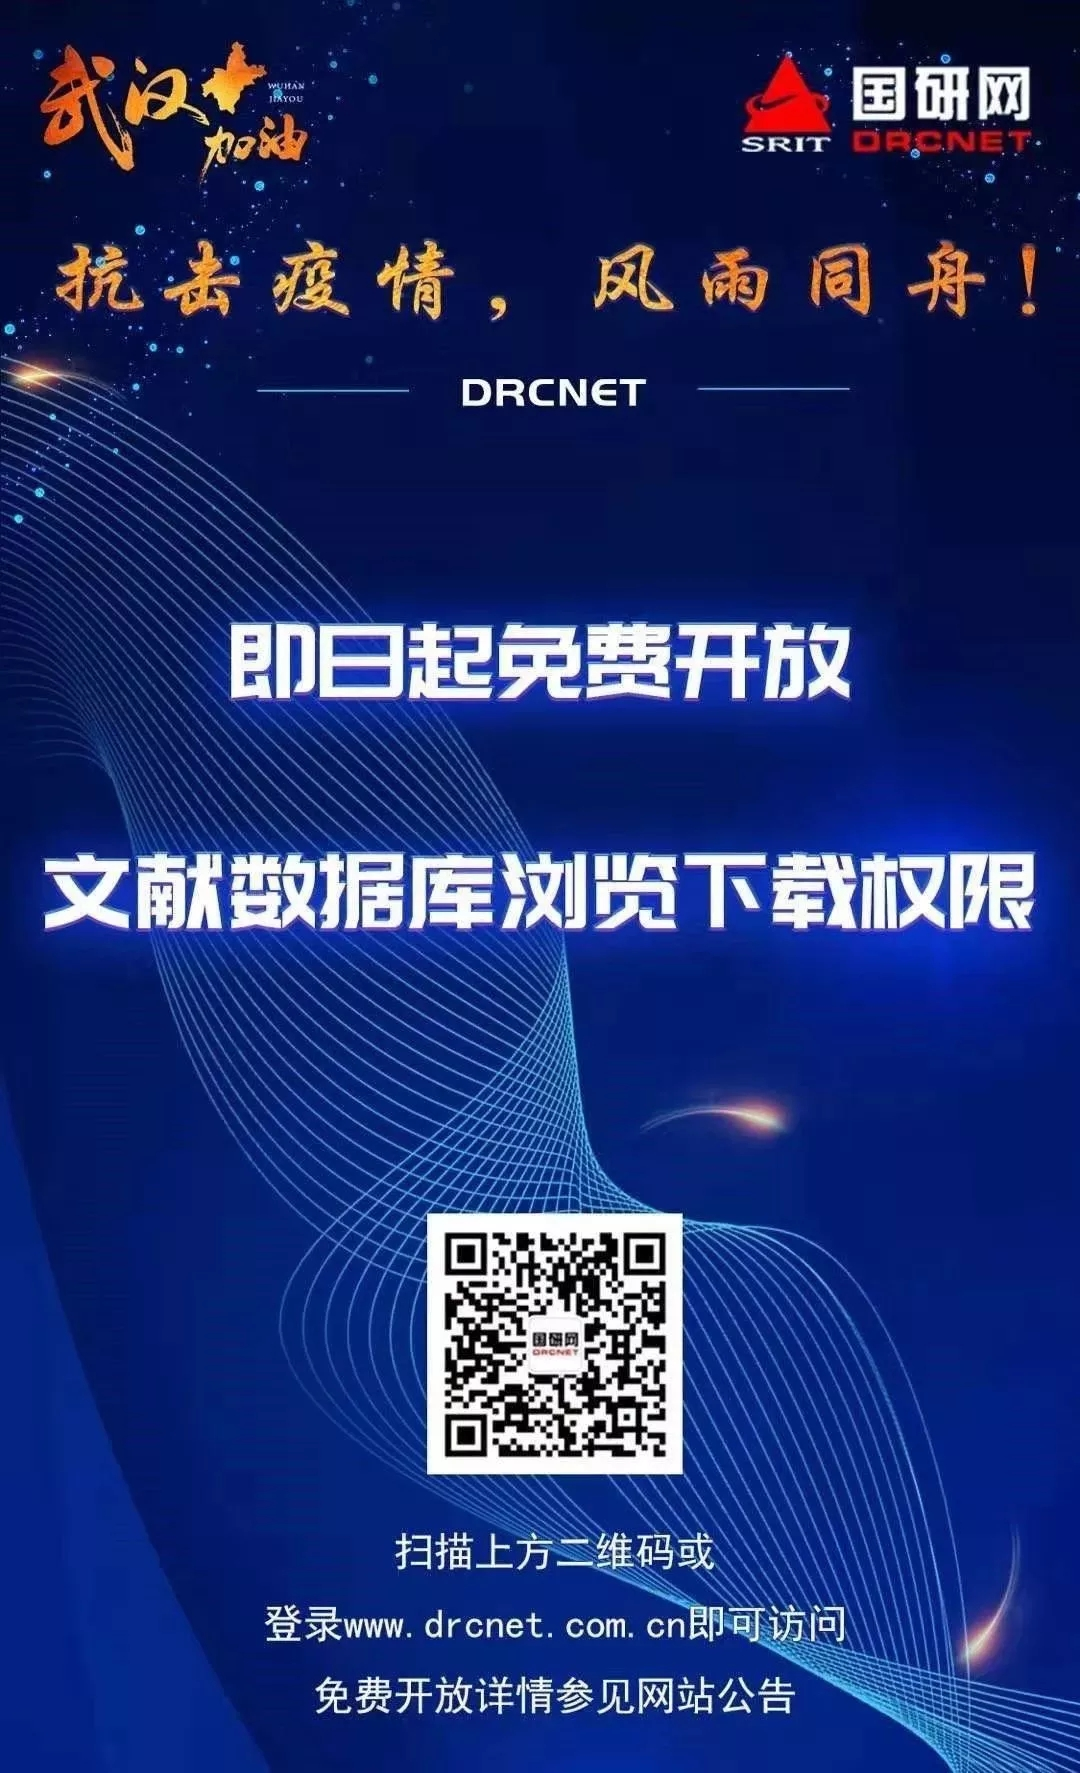 武汉
WUHAN
JIAYOU
加油
SRIT
国研网
DRCNET
抗击疫情，风雨同舟！
DRCNET
即日起免费开放
文献数据库浏览下载权限
国研网
DRCNET
扫描上方二维码或
登录www.drcnet.com.cn即可访问
免费开放详情参见网站公告